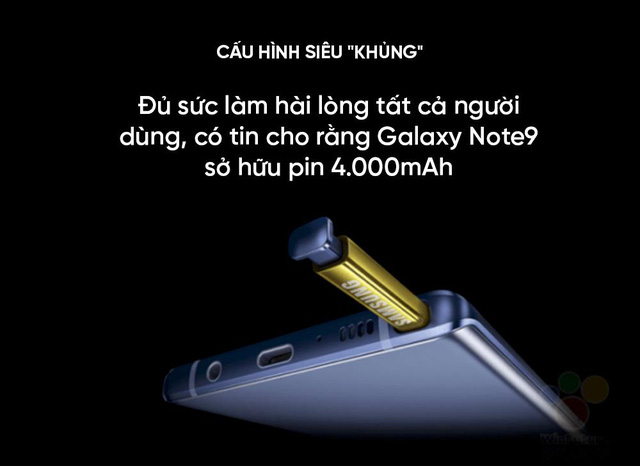 CẤU HÌNH SIÊU "KHỦNG"
Đủ sức làm hài lòng tất cả người
dùng, có tin cho rằng Galaxy Note9
sở hữu pin 4.000mAh
SAMSUNG